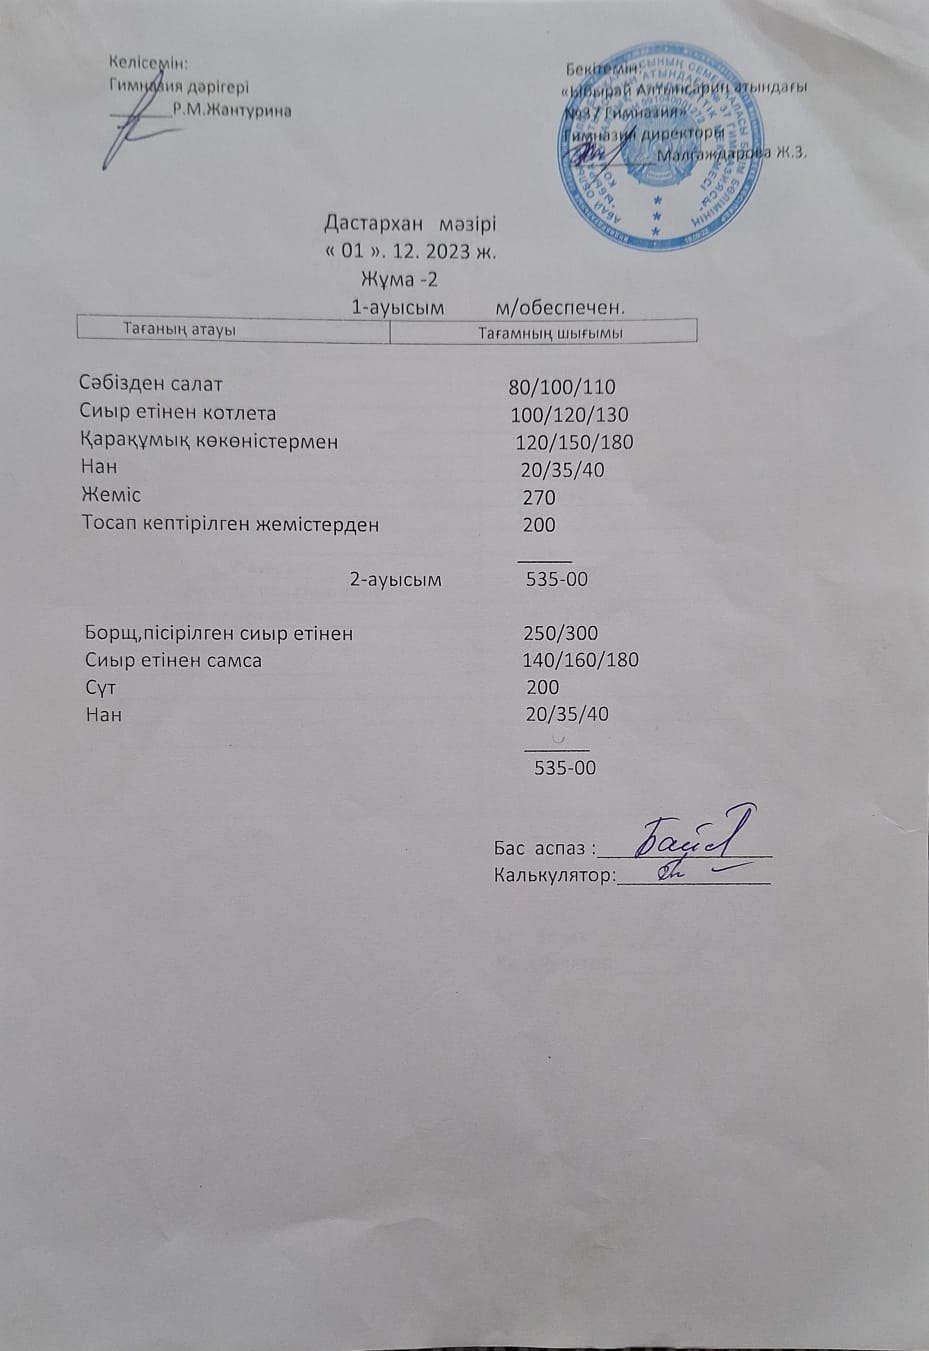 Келісемін:
Гимназия дәрігері
Р.М.Жантурина
Бекітемін:
«Ыбырай Алтынсарин атындағы
№37 Гимназия»
Гимназия директоры
Малгаждарова Ж.З.
Дастархан мәзірі
« 01 ». 12. 2023 ж.
Жұма -2
1-ауысым м/обеспечен.
Тағаның атауы Тағамның шығымы
Сәбізден салат 80/100/110
Сиыр етінен котлета 100/120/130
Қарақұмық көкөністермен 120/150/180
Нан 20/35/40
Жеміс 270
Тосап кептірілген жемістерден 200
2-ауысым 535-00
Борщ,пісірілген сиыр етінен 250/300
Сиыр етінен самса 140/160/180
Сүт 200
Нан 20/35/40
535-00
Бас аспаз :
Калькулятор: